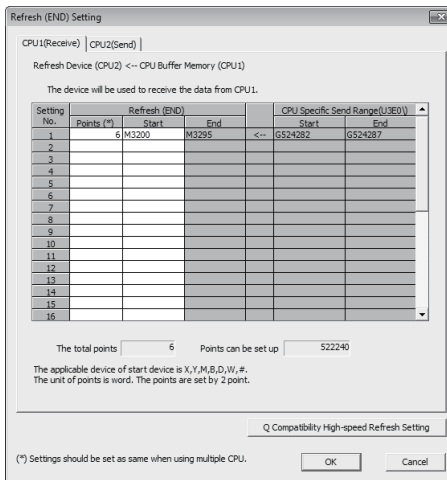 Refresh (END) Setting
CPU1(Receive) CPU2(Send)
Refresh Device (CPU2) <-- CPU Buffer Memory (CPU1)
The device will be used to receive the data from CPU1.
Setting No. Refresh (END) CPU Specific Send Range(U3E0\)
Points (*) Start End Start End
1 6 M3200 M3295 <-- G524282 G524287
2
3
4
5
6
7
8
9
10
11
12
13
14
15
16
The total points 6 Points can be set up 522240
The applicable device of start device is X,Y,M,B,D,W,#.
The unit of points is word. The points are set by 2 point.
Q Compatibility High-speed Refresh Setting
(*) Settings should be set as same when using multiple CPU. OK Cancel